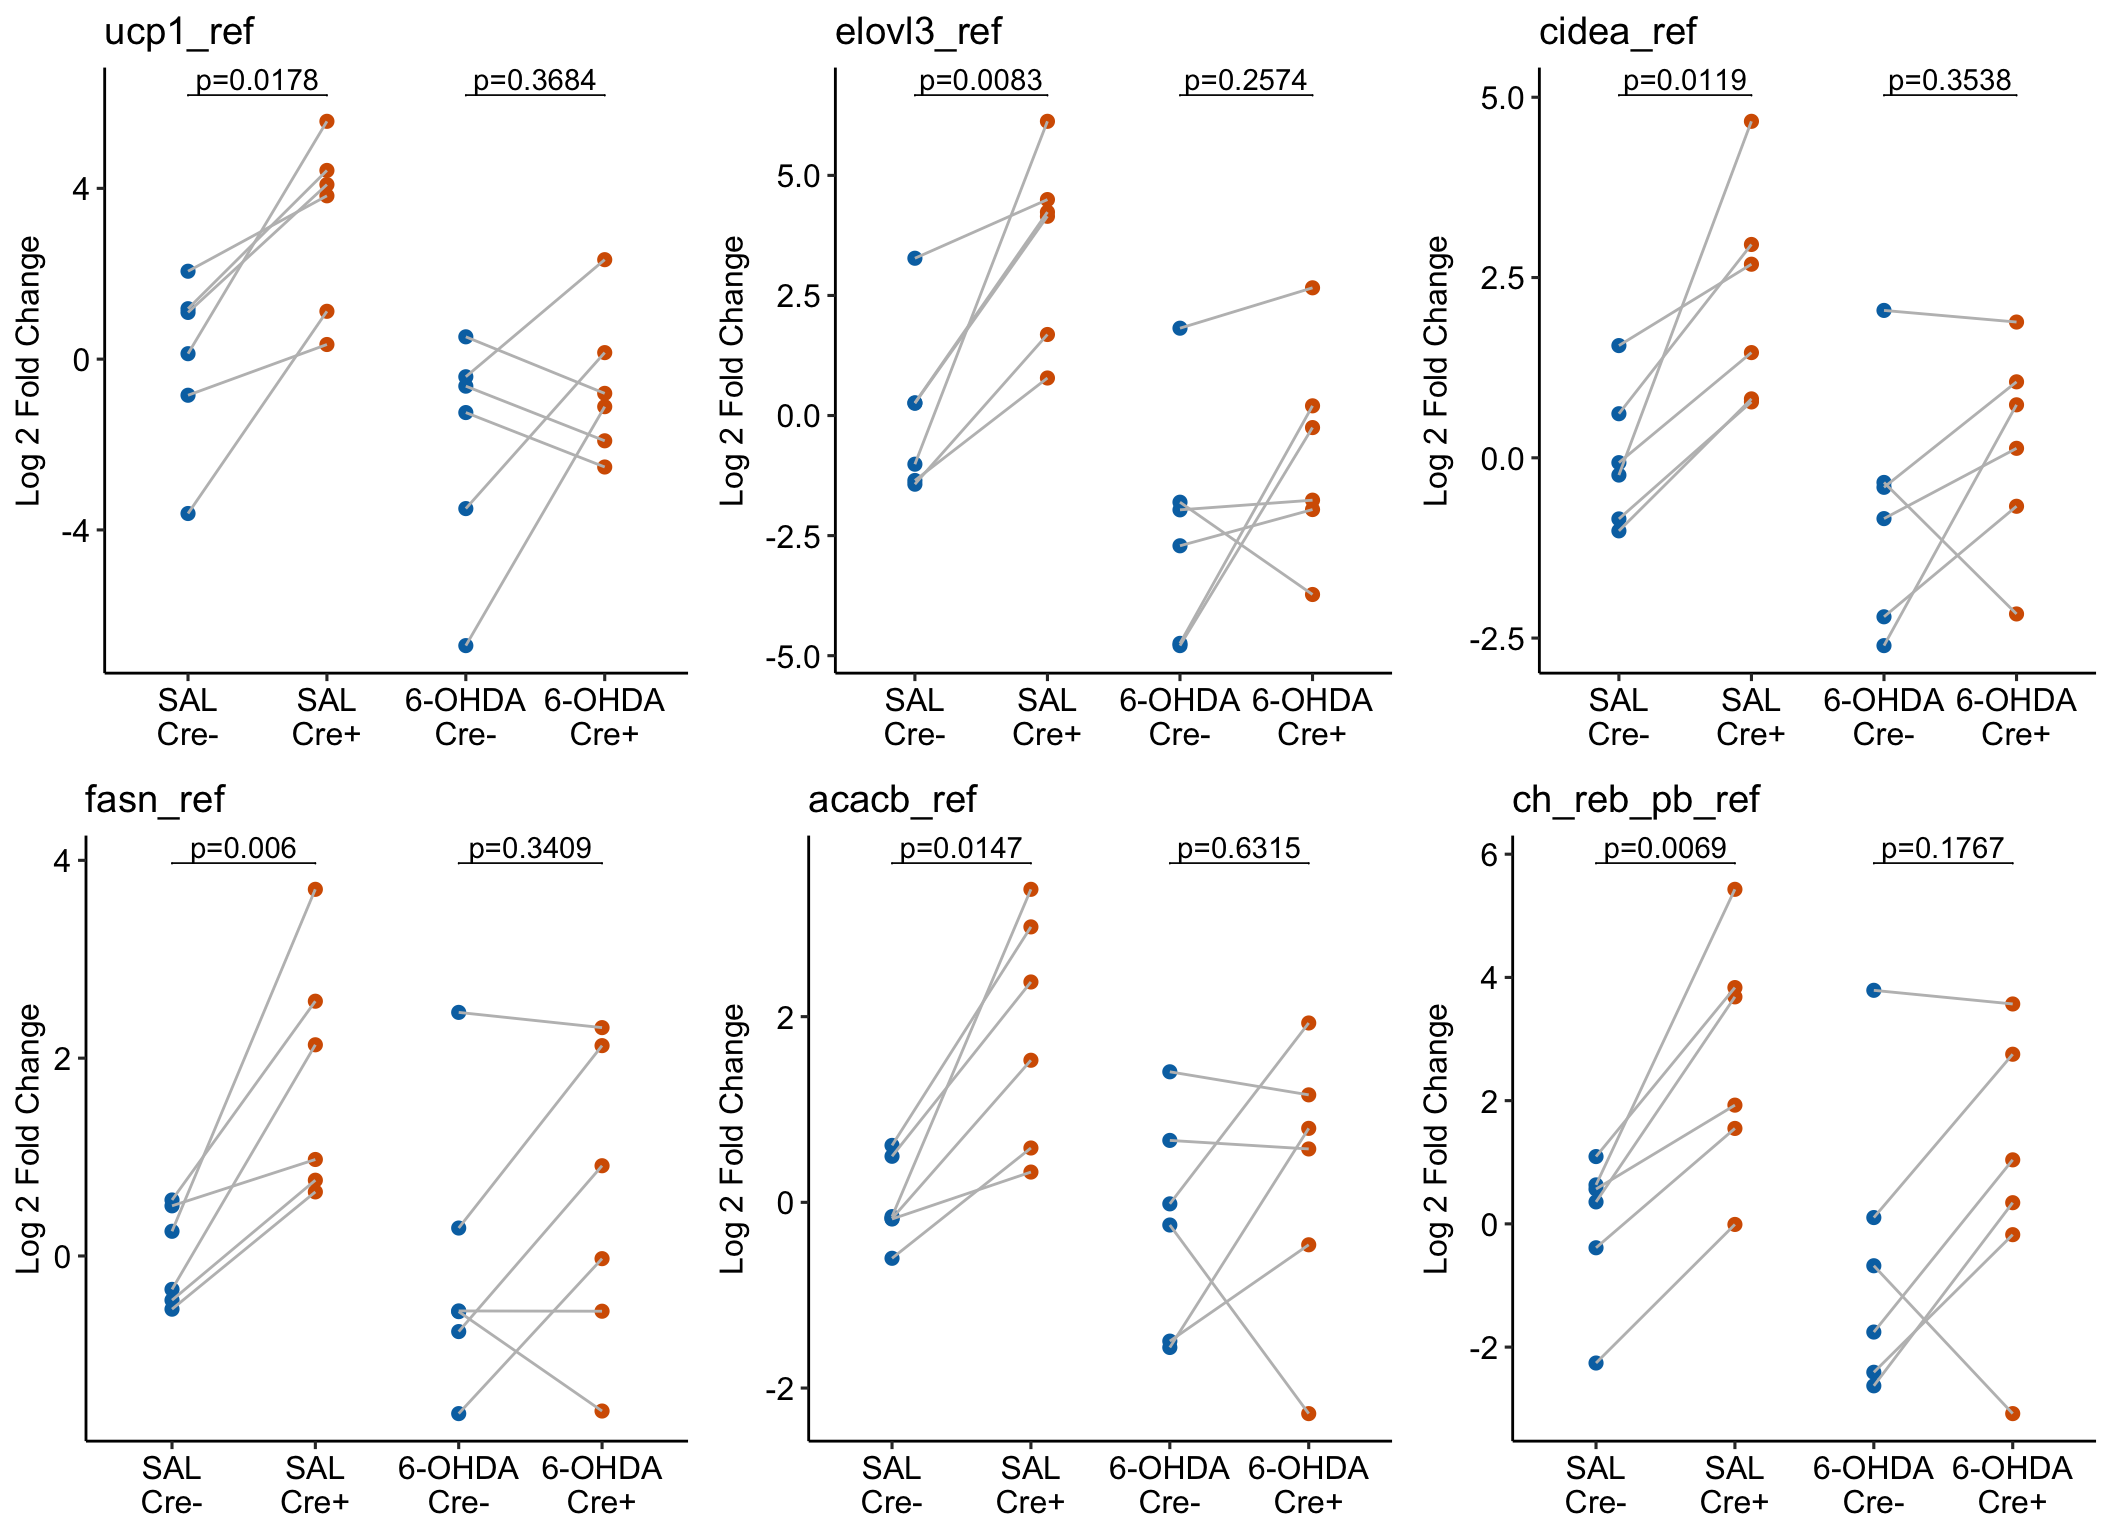 ucp1_ref
p=0.0178
p=0.3684
4
0
-4
Log 2 Fold Change
SAL
Cre-
SAL
Cre+
6-OHDA
Cre-
6-OHDA
Cre+
elovl3_ref
p=0.0083
p=0.2574
5.0
2.5
0.0
-2.5
-5.0
Log 2 Fold Change
SAL
Cre-
SAL
Cre+
6-OHDA
Cre-
6-OHDA
Cre+
cidea_ref
p=0.0119
p=0.3538
5.0
2.5
0.0
-2.5
Log 2 Fold Change
SAL
Cre-
SAL
Cre+
6-OHDA
Cre-
6-OHDA
Cre+
fasn_ref
p=0.006
p=0.3409
4
2
0
Log 2 Fold Change
SAL
Cre-
SAL
Cre+
6-OHDA
Cre-
6-OHDA
Cre+
acacb_ref
p=0.0147
p=0.6315
2
0
-2
Log 2 Fold Change
SAL
Cre-
SAL
Cre+
6-OHDA
Cre-
6-OHDA
Cre+
ch_reb_pb_ref
p=0.0069
p=0.1767
6
4
2
0
-2
Log 2 Fold Change
SAL
Cre-
SAL
Cre+
6-OHDA
Cre-
6-OHDA
Cre+